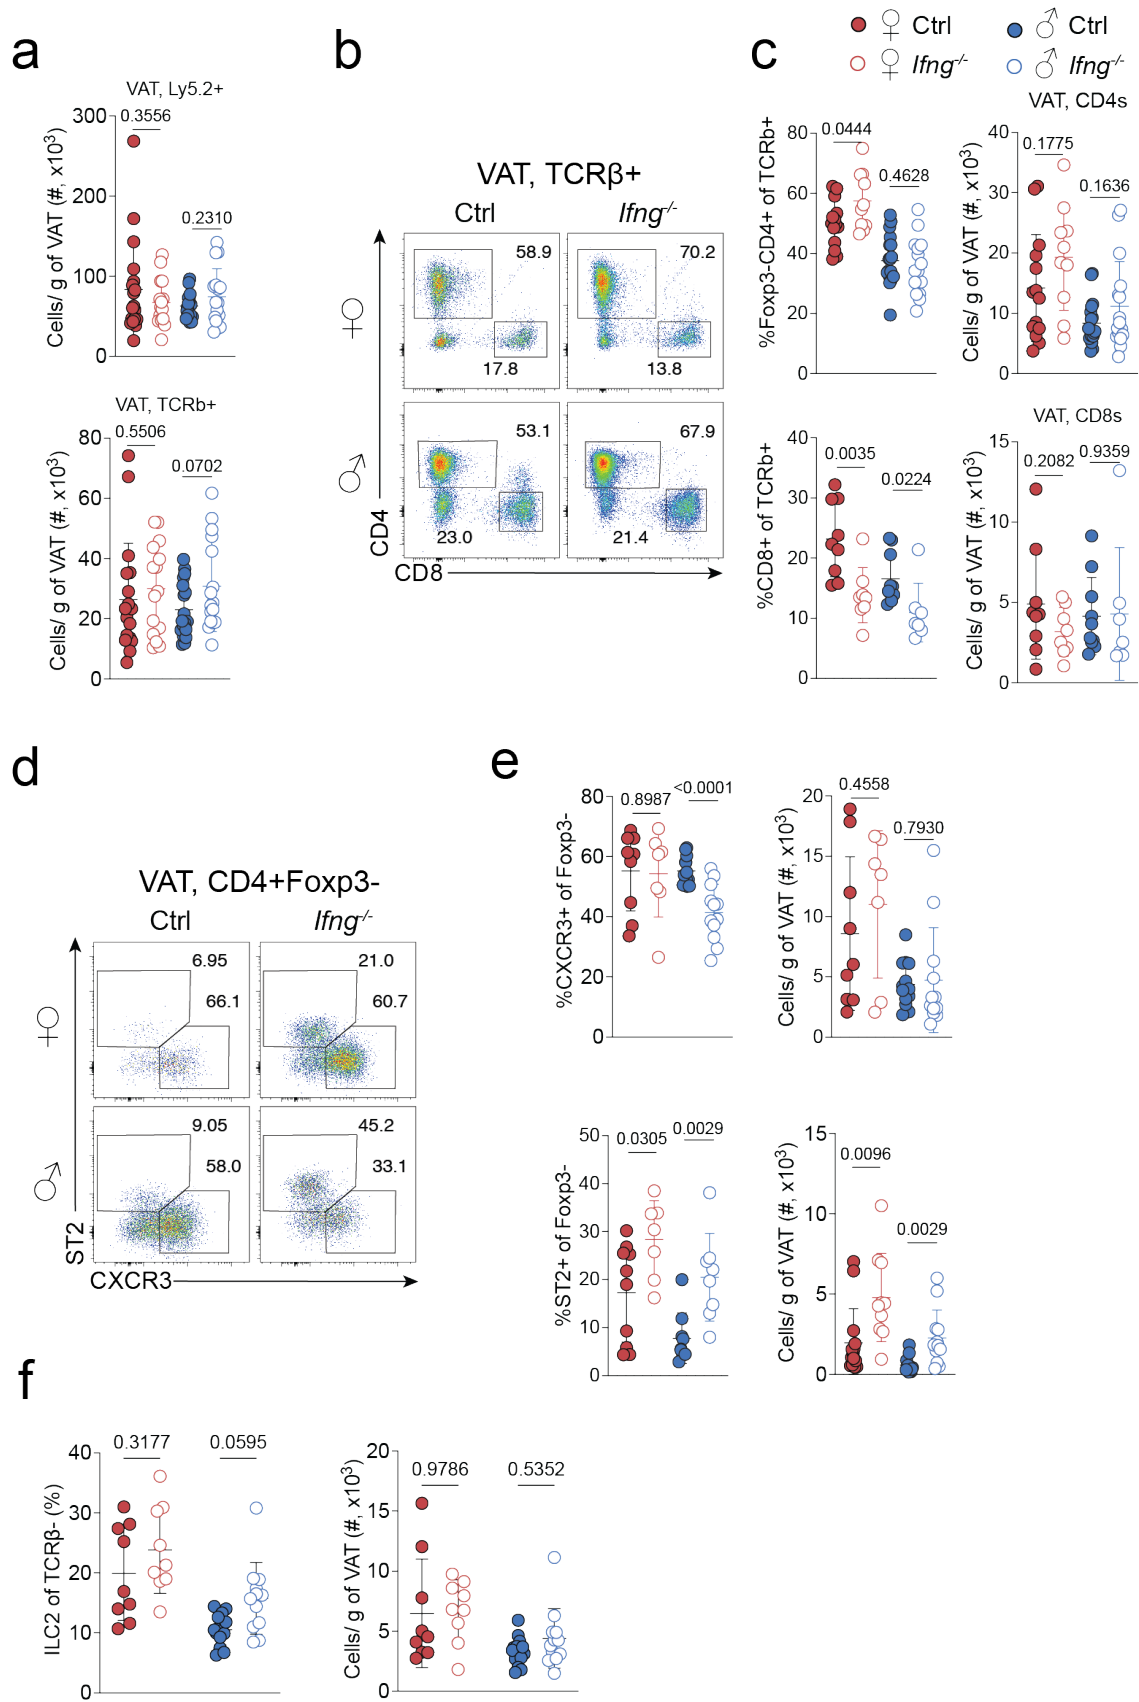 ♀ Ctrl
♂ Ctrl
♀ Ifng-/-
♂ Ifng-/-
a
VAT, Ly5.2+
Cells/ g of VAT (#, x10³)
300
200
100
0
0.3556
0.2310
VAT, TCRb+
Cells/ g of VAT (#, x10³)
80
60
40
20
0
0.5506
0.0702
b
VAT, TCRβ+
Ctrl
Ifng-/-
♀
58.9
17.8
70.2
13.8
♂
53.1
23.0
67.9
21.4
CD4
CD8
c
%Foxp3-CD4+ of TCRb+
80
60
40
20
0
0.0444
0.4628
VAT, CD4s
Cells/ g of VAT (#, x10³)
40
30
20
10
0
0.1775
0.1636
%CD8+ of TCRb+
40
30
20
10
0
0.0035
0.0224
VAT, CD8s
Cells/ g of VAT (#, x10³)
15
10
5
0
0.2082
0.9359
d
VAT, CD4+Foxp3-
Ctrl
Ifng-/-
♀
6.95
66.1
21.0
60.7
♂
9.05
58.0
45.2
33.1
ST2
CXCR3
e
%CXCR3+ of Foxp3-
80
60
40
20
0
0.8987
<0.0001
Cells/ g of VAT (#, x10³)
20
15
10
5
0
0.4558
0.7930
%ST2+ of Foxp3-
50
40
30
20
10
0
0.0305
0.0029
Cells/ g of VAT (#, x10³)
15
10
5
0
0.0096
0.0029
f
ILC2 of TCRβ- (%)
40
30
20
10
0
0.3177
0.0595
Cells/ g of VAT (#, x10³)
20
15
10
5
0
0.9786
0.5352